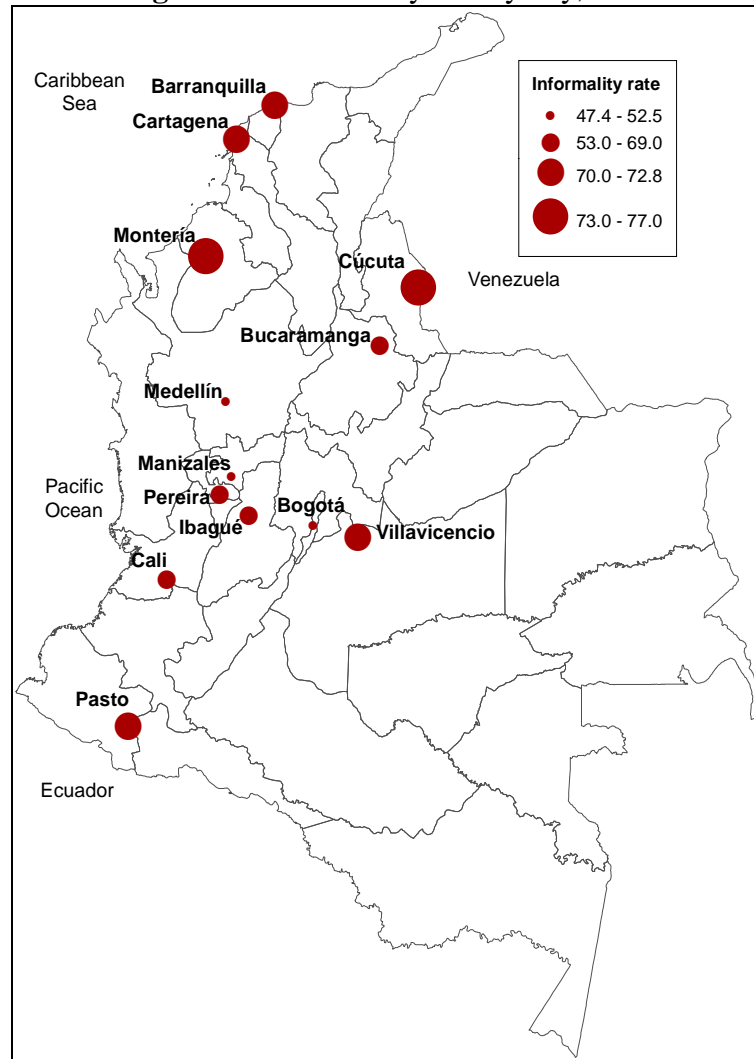 Caribbean
Sea
Barranquilla
Cartagena
Informality rate
47.4 - 52.5
53.0 - 69.0
70.0 - 72.8
73.0 - 77.0
Montería
Cúcuta
Venezuela
Bucaramanga
Medellín
Manizales
Pacific
Ocean
Pereira
Ibagué
Bogotá
Villavicencio
Cali
Pasto
Ecuador